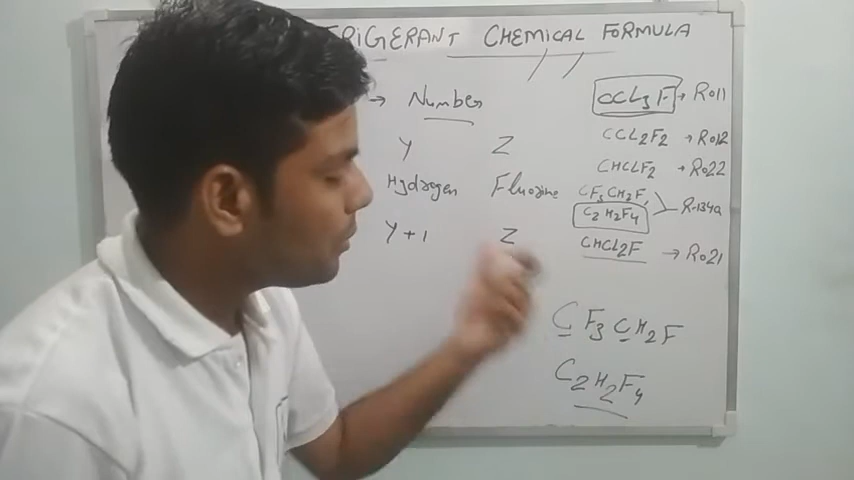 FRIGERANT CHEMICAL FORMULA
→ Number
Y Z
Hydrogen Fluorine
Y+1 Z
CCL3F → R011
CCL2F2 → R012
CHCLF2 → R022
CF3CH2F
C2H2F4
R-134a
CHCL2F → R021
CF3CH2F
C2H2F4